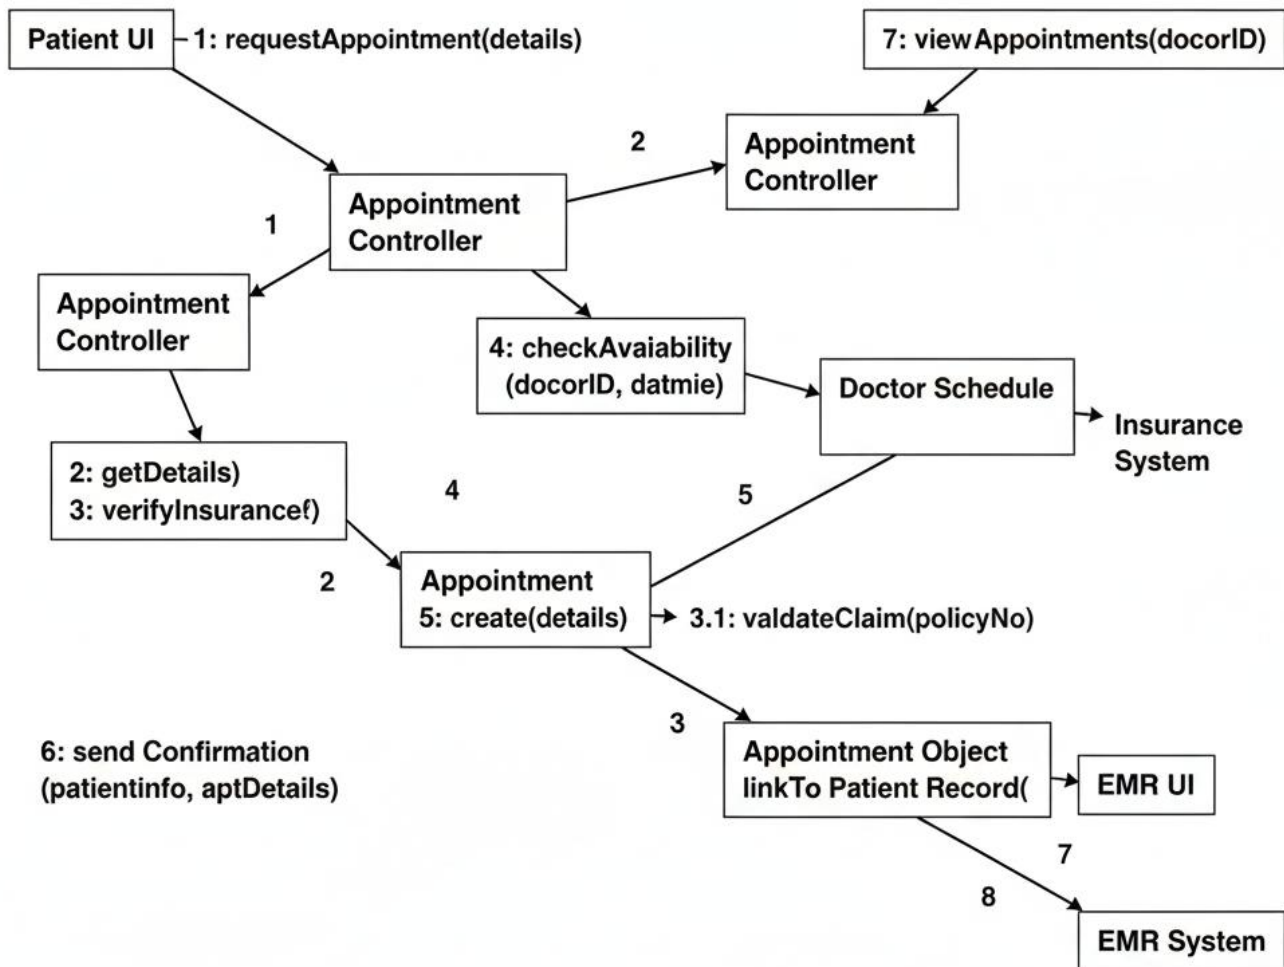 Patient UI
1: requestAppointment(details)
7: viewAppointments(docorID)
2
Appointment
Controller
Appointment
Controller
1
Appointment
Controller
4: checkAvaiability
(docorID, datmie)
Doctor Schedule
Insurance
System
2: getDetails)
3: verifyInsurance()
4
5
2
Appointment
5: create(details)
3.1: valdateClaim(policyNo)
3
6: send Confirmation
(patientinfo, aptDetails)
Appointment Object
linkTo Patient Record(
EMR UI
7
8
EMR System